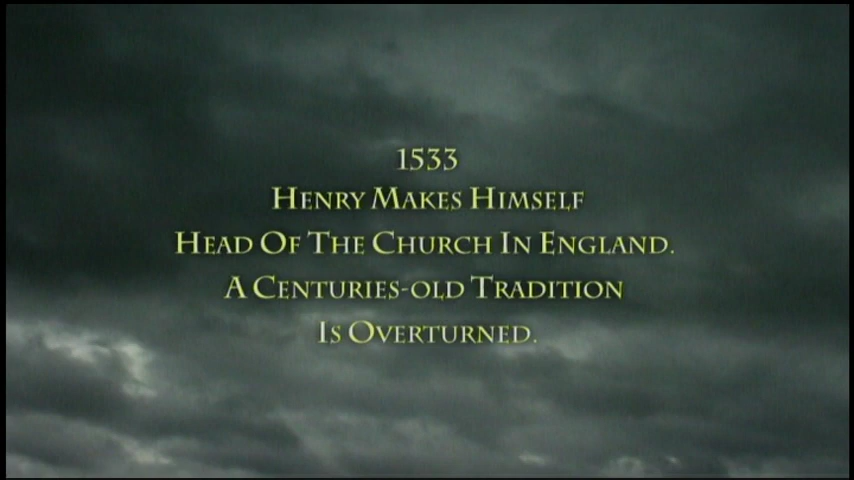 1533
Henry Makes Himself
Head Of The Church In England.
A Centuries-old Tradition
Is Overturned.